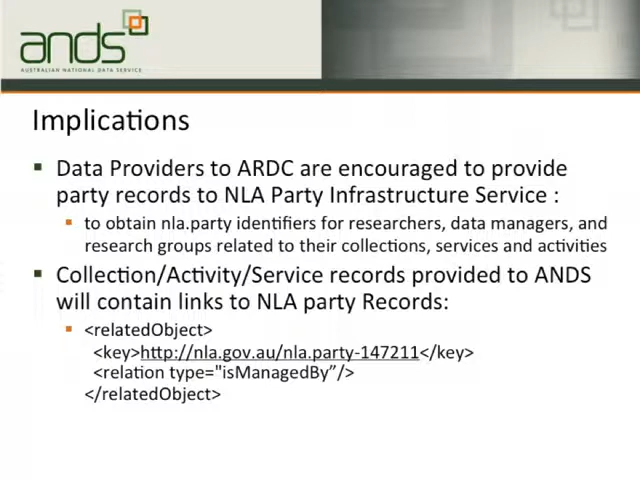 ands
AUSTRALIAN NATIONAL DATA SERVICE
Implications
Data Providers to ARDC are encouraged to provide
party records to NLA Party Infrastructure Service :
to obtain nla.party identifiers for researchers, data managers, and
research groups related to their collections, services and activities
Collection/Activity/Service records provided to ANDS
will contain links to NLA party Records:
<relatedObject>
<key>http://nla.gov.au/nla.party-147211</key>
<relation type="isManagedBy”/>
</relatedObject>